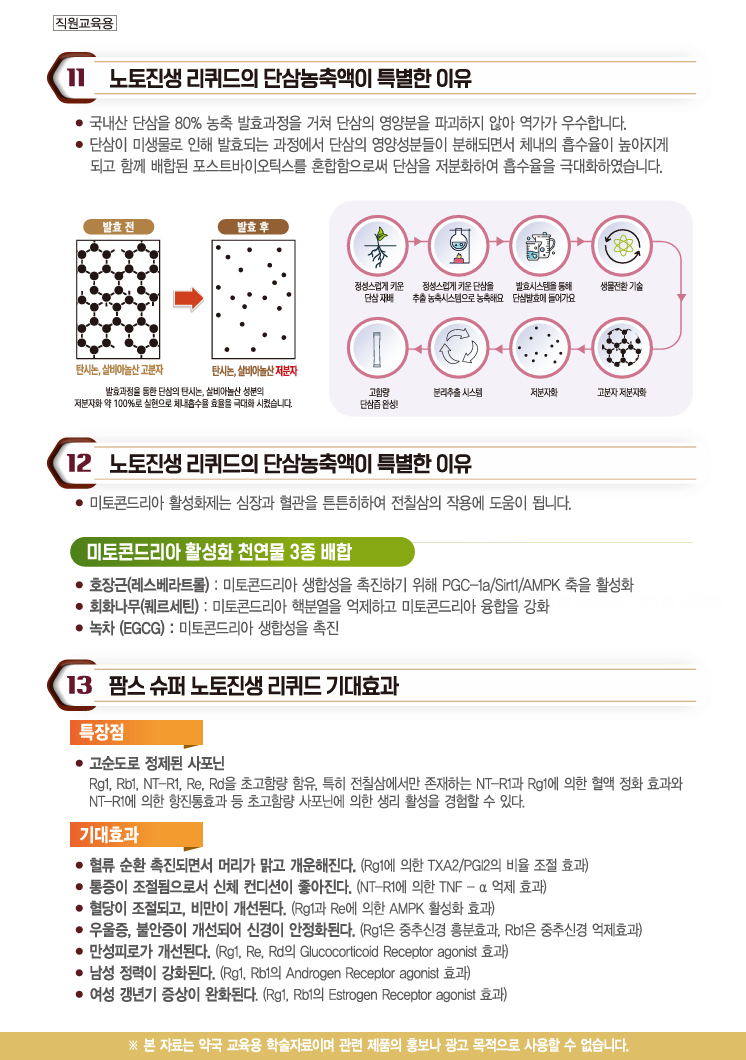 직원교육용
11 노토진생 리퀴드의 단삼농축액이 특별한 이유
● 국내산 단삼을 80% 농축 발효과정을 거쳐 단삼의 영양분을 파괴하지 않아 역가가 우수합니다.
● 단삼이 미생물로 인해 발효되는 과정에서 단삼의 영양성분들이 분해되면서 체내의 흡수율이 높아지게
되고 함께 배합된 포스트바이오틱스를 혼합함으로써 단삼을 저분화하여 흡수율을 극대화하였습니다.
발효 전
발효 후
탄시논, 살비아놀산 고분자
탄시논, 살비아놀산 저분자
발효과정을 통한 단삼의 탄시논, 살비아놀산 성분의
저분자화 약 100%로 실현으로 체내흡수율 효율을 극대화 시켰습니다.
정성스럽게 키운
단삼 재배
정성스럽게 키운 단삼을
추출 농축시스템으로 농축해요
발효시스템을 통해
단삼발효에 들어가요
생물전환 기술
고함량
단삼즙 완성!
분리추출 시스템
저분자화
고분자 저분자화
12 노토진생 리퀴드의 단삼농축액이 특별한 이유
● 미토콘드리아 활성화제는 심장과 혈관을 튼튼히하여 전칠삼의 작용에 도움이 됩니다.
미토콘드리아 활성화 천연물 3종 배합
● 호장근(레스베라트롤) : 미토콘드리아 생합성을 촉진하기 위해 PGC-1a/Sirt1/AMPK 축을 활성화
● 회화나무(퀘르세틴) : 미토콘드리아 핵분열을 억제하고 미토콘드리아 융합을 강화
● 녹차 (EGCG) : 미토콘드리아 생합성을 촉진
13 팜스 슈퍼 노토진생 리퀴드 기대효과
특장점
● 고순도로 정제된 사포닌
Rg1, Rb1, NT-R1, Re, Rd을 초고함량 함유, 특히 전칠삼에서만 존재하는 NT-R1과 Rg1에 의한 혈액 정화 효과와
NT-R1에 의한 항진통효과 등 초고함량 사포닌에 의한 생리 활성을 경험할 수 있다.
기대효과
● 혈류 순환 촉진되면서 머리가 맑고 개운해진다. (Rg1에 의한 TXA2/PGI2의 비율 조절 효과)
● 통증이 조절됨으로서 신체 컨디션이 좋아진다. (NT-R1에 의한 TNF - α 억제 효과)
● 혈당이 조절되고, 비만이 개선된다. (Rg1과 Re에 의한 AMPK 활성화 효과)
● 우울증, 불안증이 개선되어 신경이 안정화된다. (Rg1은 중추신경 흥분효과, Rb1은 중추신경 억제효과)
● 만성피로가 개선된다. (Rg1, Re, Rd의 Glucocorticoid Receptor agonist 효과)
● 남성 정력이 강화된다. (Rg1, Rb1의 Androgen Receptor agonist 효과)
● 여성 갱년기 증상이 완화된다. (Rg1, Rb1의 Estrogen Receptor agonist 효과)
※ 본 자료는 약국 교육용 학술자료이며 관련 제품의 홍보나 광고 목적으로 사용할 수 없습니다.